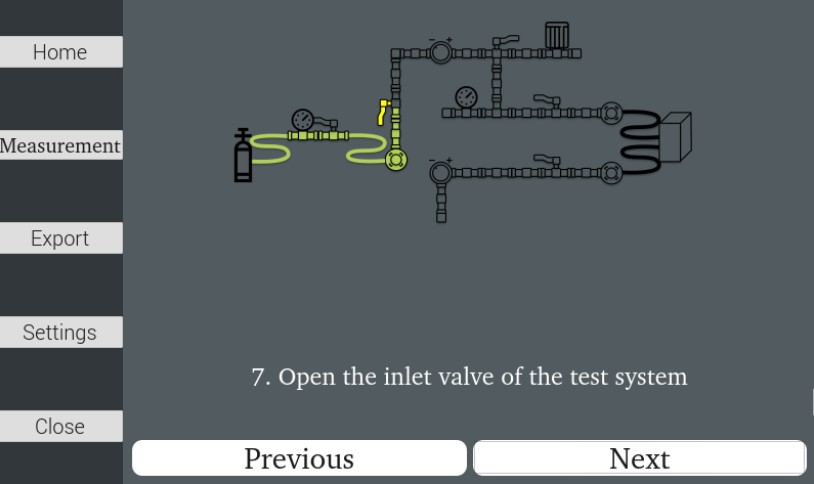 Home
Measurement
Export
Settings
Close
- +
- +
7. Open the inlet valve of the test system
Previous
Next